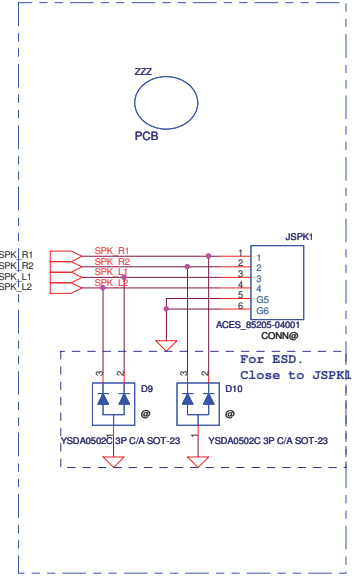 ZZZ
PCB
JSPK1
SPK_R1 SPK_R1 1 1
SPK_R2 SPK_R2 2 2
SPK_L1 SPK_L1 3 3
SPK_L2 SPK_L2 4 4
5 G5
6 G6
ACES_85205-04001
CONN@
For ESD.
Close to JSPK1
3 2 D9 3 2 D10
@ @
1 1
YSDA0502C 3P C/A SOT-23 YSDA0502C 3P C/A SOT-23